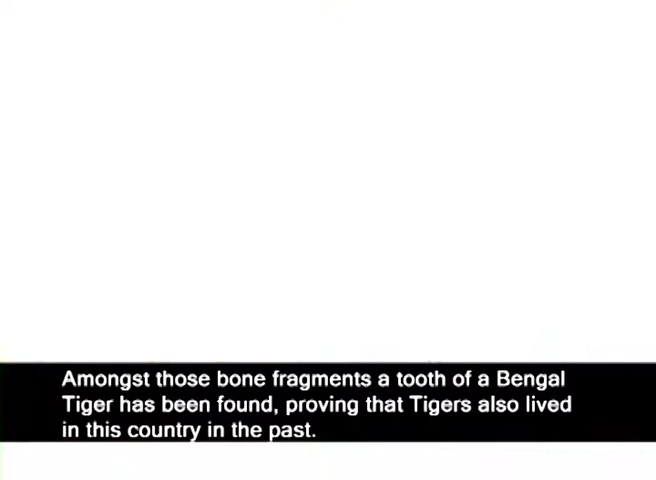 Amongst those bone fragments a tooth of a Bengal
Tiger has been found, proving that Tigers also lived
in this country in the past.